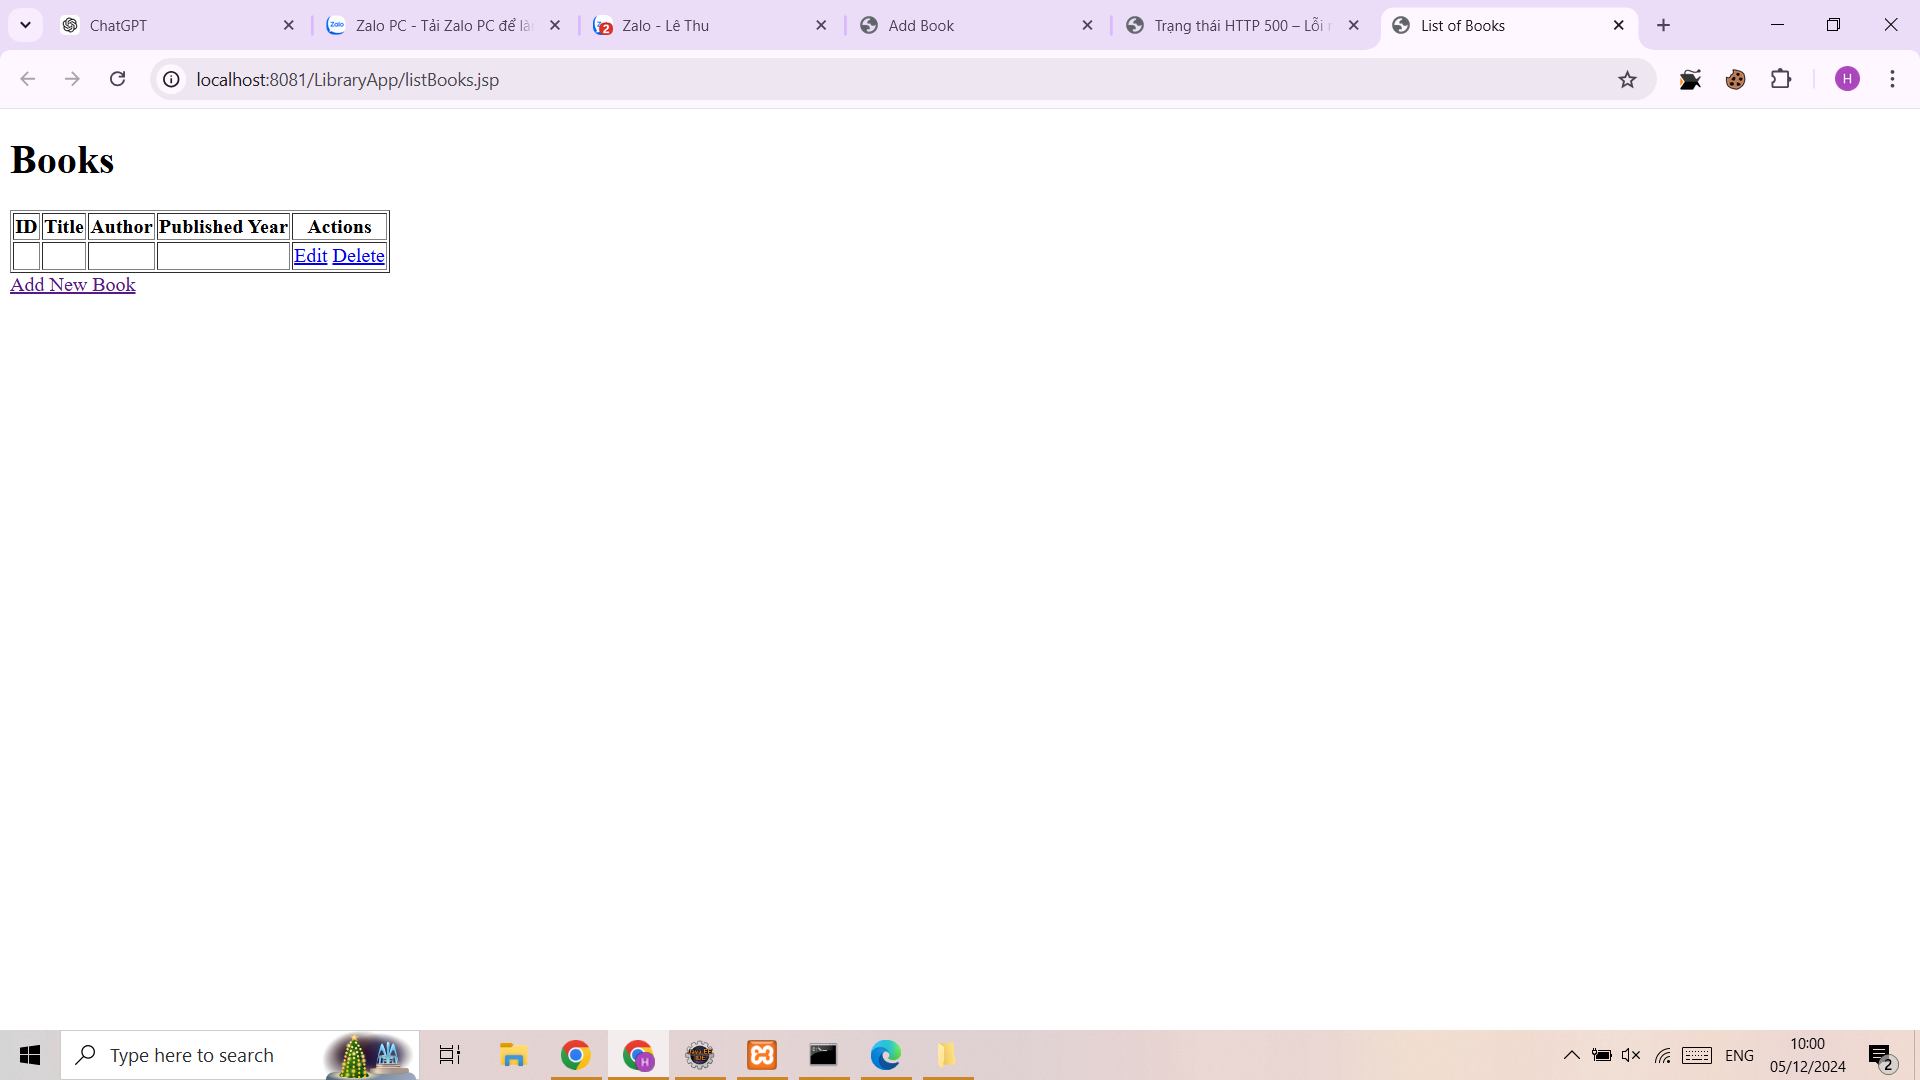 ChatGPT
Zalo PC - Tải Zalo PC để là
Zalo - Lê Thu
Add Book
Trạng thái HTTP 500 – Lỗi
List of Books
localhost:8081/LibraryApp/listBooks.jsp
H
Books
ID Title Author Published Year Actions
Edit Delete
Add New Book
Type here to search
ENG
10:00
05/12/2024
2